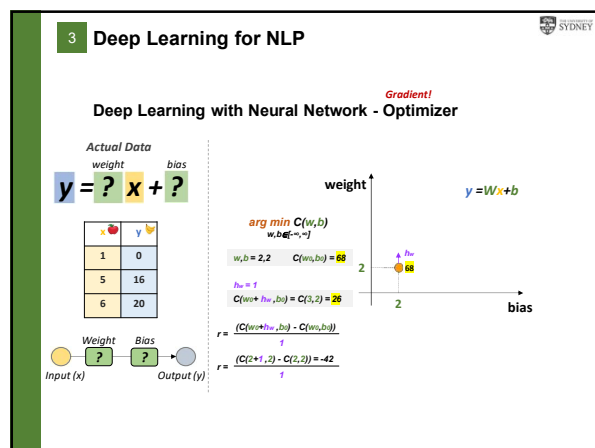 3 Deep Learning for NLP
THE UNIVERSITY OF
SYDNEY
Gradient!
Deep Learning with Neural Network - Optimizer
Actual Data
weight bias
y = ? x + ?
x y
1 0
5 16
6 20
Weight Bias
? ?
Input (x) Output (y)
arg min C(w,b)
w,b∈[-∞,∞]
w,b = 2,2 C(w₀,b₀) = 68
hw = 1
C(w₀+ hw ,b₀) = C(3,2) = 26
r = (C(w₀+hw ,b₀) - C(w₀,b₀))
1
r = (C(2+1 ,2) - C(2,2)) = -42
1
weight
y =Wx+b
hw
2 68
2
bias